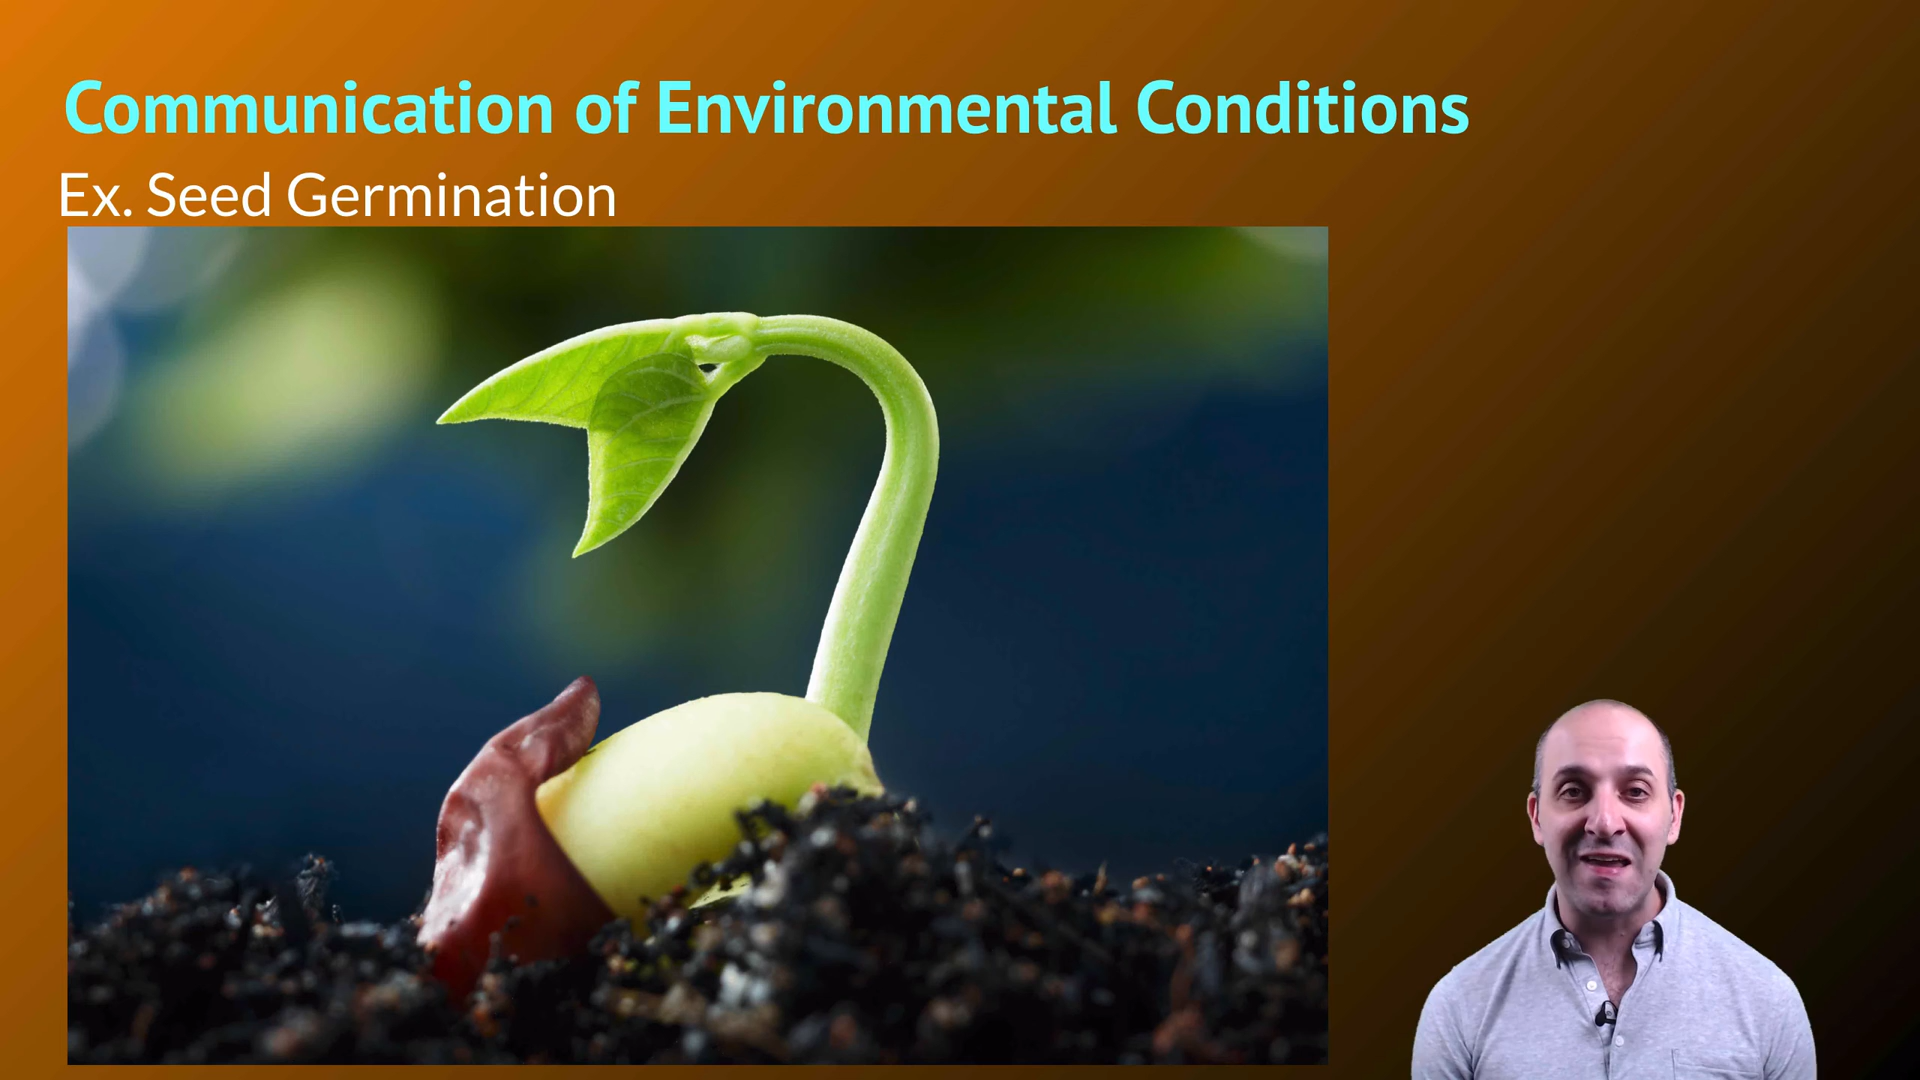 Communication of Environmental Conditions
Ex. Seed Germination